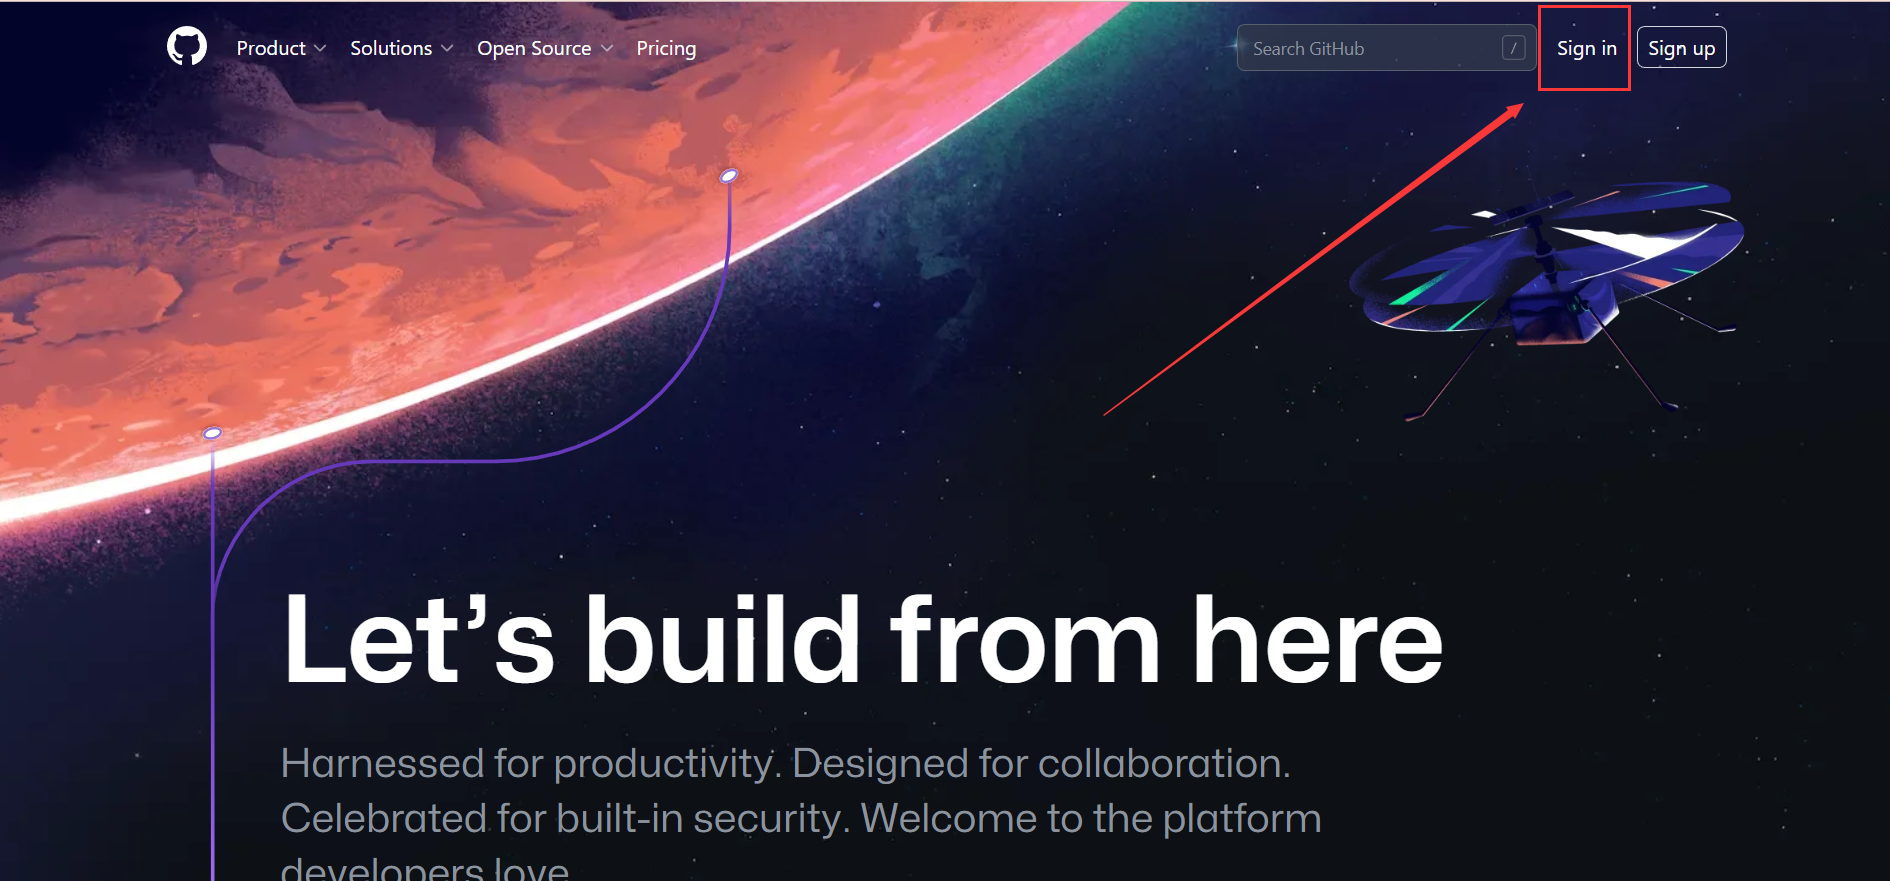 Product Solutions Open Source Pricing Search GitHub / Sign in Sign up
Let’s build from here
Harnessed for productivity. Designed for collaboration.
Celebrated for built-in security. Welcome to the platform
developers love.